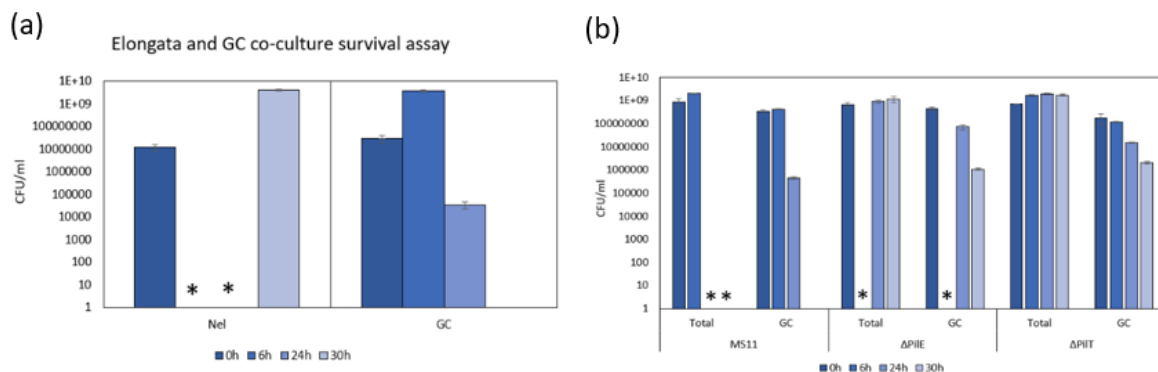 (a)
Elongata and GC co-culture survival assay
CFU/ml
1E+10
1E+09
100000000
10000000
1000000
100000
10000
1000
100
10
1
* *
Nel GC
0h 6h 24h 30h
(b)
CFU/ml
1E+10
1E+09
100000000
10000000
1000000
100000
10000
1000
100
10
1
** * *
Total GC Total GC Total GC
MS11 ΔPilE ΔPilT
0h 6h 24h 30h